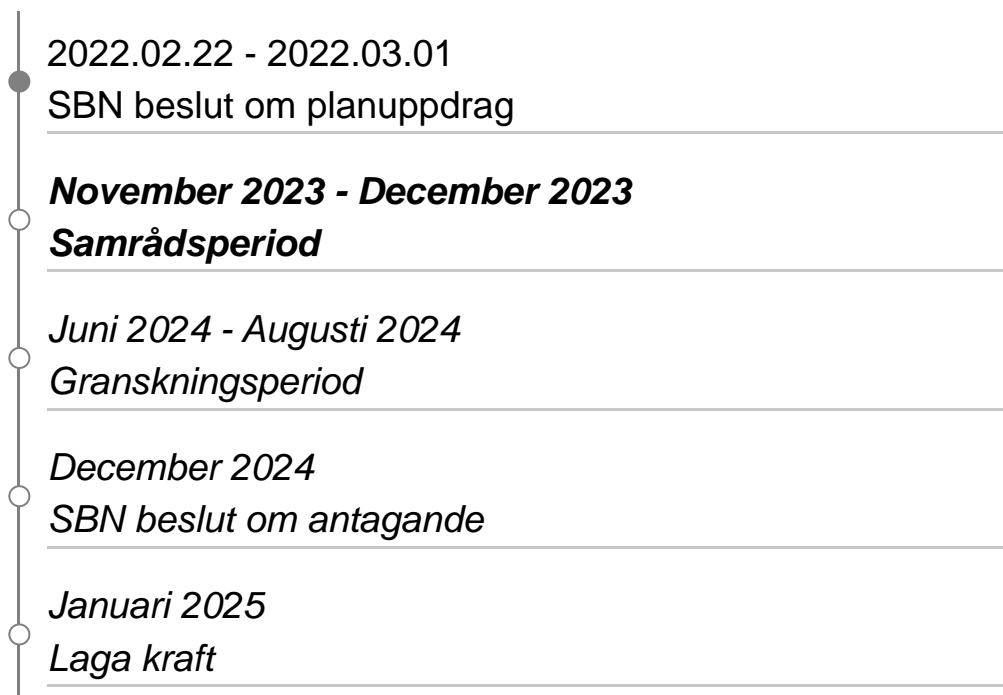 2022.02.22 - 2022.03.01
SBN beslut om planuppdrag
November 2023 - December 2023
Samrådsperiod
Juni 2024 - Augusti 2024
Granskningsperiod
December 2024
SBN beslut om antagande
Januari 2025
Laga kraft